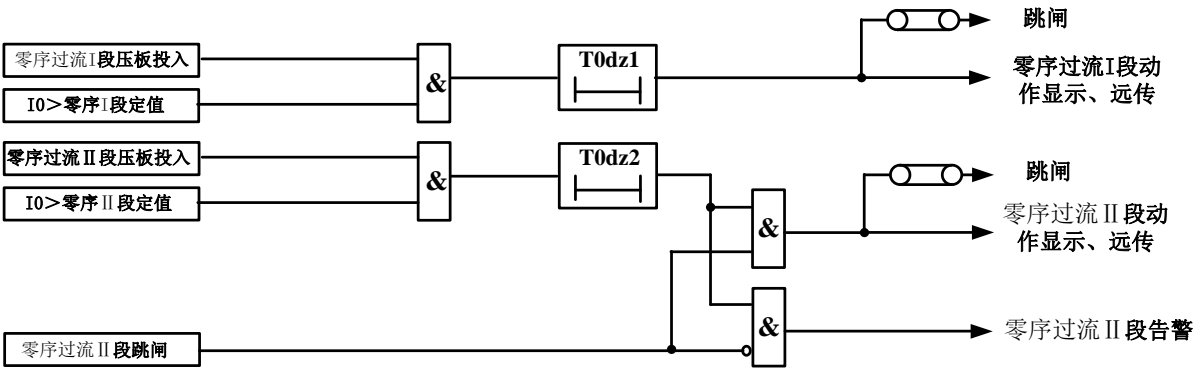 跳闸
零序过流Ⅰ段压板投入
T0dz1
&
零序过流Ⅰ段动
作显示、远传
I0>零序Ⅰ段定值
零序过流Ⅱ段压板投入
T0dz2
跳闸
&
I0>零序Ⅱ段定值
零序过流Ⅱ段动
&
作显示、远传
&
零序过流Ⅱ段告警
零序过流Ⅱ段跳闸